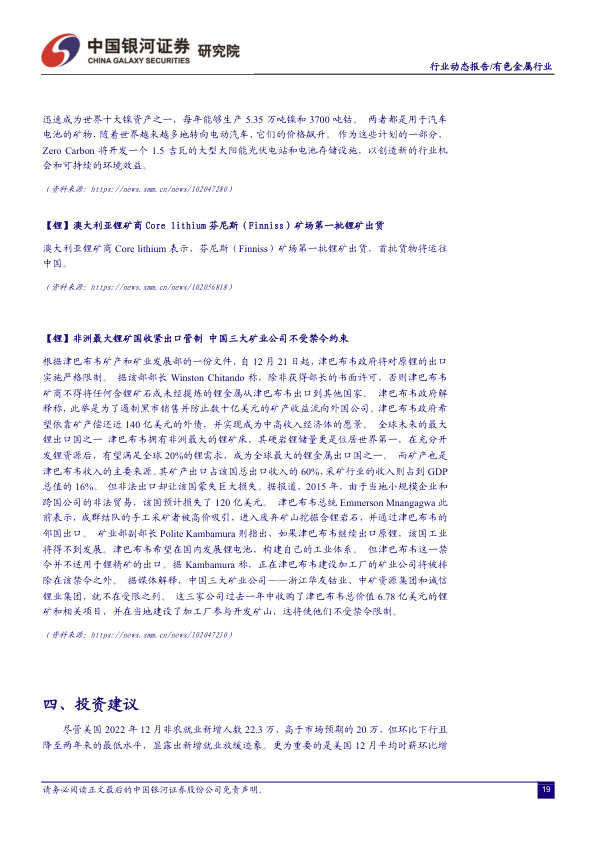 中国银河证券 研究院
CHINA GALAXY SECURITIES
行业动态报告/有色金属行业
迅速成为世界十大镍资产之一，每年能够生产 5.35 万吨镍和 3700 吨钴。 两者都是用于汽车
电池的矿物，随着世界越来越多地转向电动汽车，它们的价格飙升。 作为这些计划的一部分，
Zero Carbon 将开发一个 1.5 吉瓦的大型太阳能光伏电站和电池存储设施，以创造新的行业机
会和可持续的环境效益。
（资料来源：https://news.smm.cn/news/102047280）
【锂】澳大利亚锂矿商 Core lithium 芬尼斯（Finniss）矿场第一批锂矿出货
澳大利亚锂矿商 Core lithium 表示，芬尼斯（Finniss）矿场第一批锂矿出货，首批货物将运往
中国。
（资料来源：https://news.smm.cn/news/102056818）
【锂】非洲最大锂矿国收紧出口管制 中国三大矿业公司不受禁令约束
根据津巴布韦矿产和矿业发展部的一份文件，自 12 月 21 日起，津巴布韦政府将对原锂的出口
实施严格限制。 据该部部长 Winston Chitando 称，除非获得部长的书面许可，否则津巴布韦
矿商不得将任何含锂矿石或未经提炼的锂金属从津巴布韦出口到其他国家。 津巴布韦政府解
释称，此举是为了遏制黑市销售并防止数十亿美元的矿产收益流向外国公司。津巴布韦政府希
望依靠矿产偿还近 140 亿美元的外债，并实现成为中高收入经济体的愿景。 全球未来的最大
锂出口国之一 津巴布韦拥有非洲最大的锂矿床，其硬岩锂储量更是位居世界第一，在充分开
发锂资源后，有望满足全球 20%的锂需求，成为全球最大的锂金属出口国之一。 而矿产也是
津巴布韦收入的主要来源。其矿产出口占该国总出口收入的 60%，采矿行业的收入则占到 GDP
总值的 16%。 但非法出口却让该国蒙失巨大损失。据报道，2015 年，由于当地小规模企业和
跨国公司的非法贸易，该国预计损失了 120 亿美元。 津巴布韦总统 Emmerson Mnangagwa 此
前表示，成群结队的手工采矿者被高价吸引，进入废弃矿山挖掘含锂岩石，并通过津巴布韦的
邻国出口。 矿业部副部长 Polite Kambamura 则指出，如果津巴布韦继续出口原锂，该国工业
将得不到发展。津巴布韦希望在国内发展锂电池，构建自己的工业体系。 但津巴布韦这一禁
令并不适用于锂精矿的出口。据 Kambamura 称，正在津巴布韦建设加工厂的矿业公司将被排
除在该禁令之外。 据媒体解释，中国三大矿业公司——浙江华友钴业，中矿资源集团和诚信
锂业集团，就不在受限之列。 这三家公司过去一年中收购了津巴布韦总价值 6.78 亿美元的锂
矿和相关项目，并在当地建设了加工厂参与开发矿山，这将使他们不受禁令限制。
（资料来源：https://news.smm.cn/news/102047210）
四、投资建议
尽管美国 2022 年 12 月非农就业新增人数 22.3 万，高于市场预期的 20 万，但环比下行且
降至两年来的最低水平，显露出新增就业放缓迹象。更为重要的是美国 12 月平均时薪环比增
请务必阅读正文最后的中国银河证券股份公司免责声明。
19